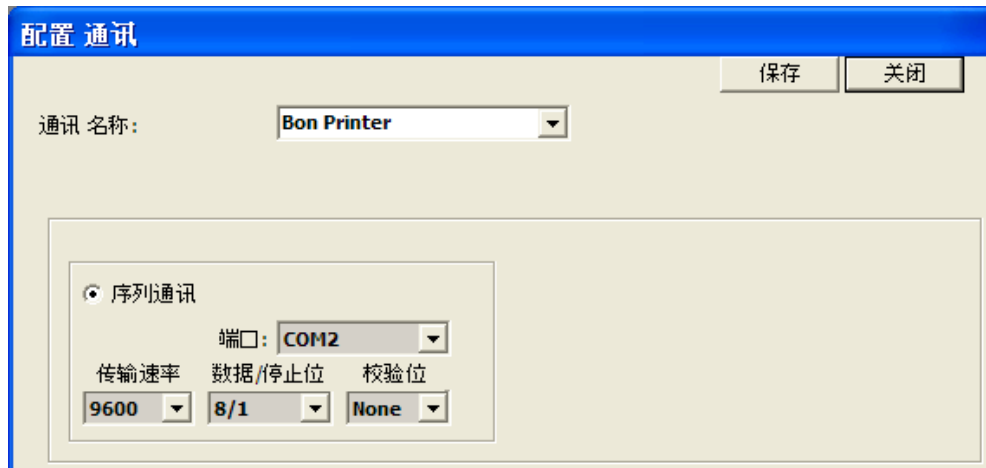 配置 通讯
保存 关闭
通讯 名称: Bon Printer
序列通讯
端口: COM2
传输速率 数据/停止位 校验位
9600 8/1 None